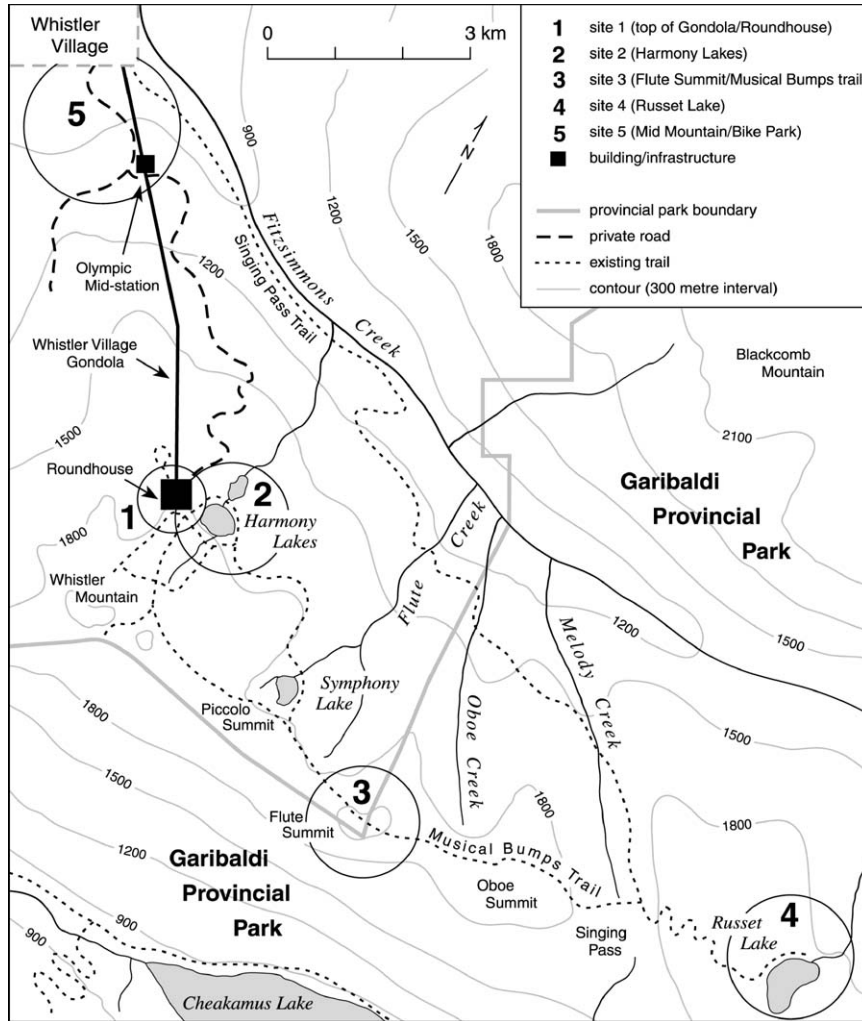 Whistler
Village
0 3 km
1 site 1 (top of Gondola/Roundhouse)
2 site 2 (Harmony Lakes)
3 site 3 (Flute Summit/Musical Bumps trail
4 site 4 (Russet Lake)
5 site 5 (Mid Mountain/Bike Park)
building/infrastructure
provincial park boundary
private road
existing trail
contour (300 metre interval)
N
5
900
1200
1500
1800
Olympic
Mid-station
1200
Singing Pass Trail
Fitzsimmons
Creek
Whistler Village
Gondola
Blackcomb
Mountain
2100
1500
Roundhouse
1
2
Harmony
Lakes
Garibaldi
Provincial
Park
1800
Whistler
Mountain
Flute
Creek
1200
1500
Melody
Creek
Symphony
Lake
Oboe
Creek
Piccolo
Summit
1800
1500
1200
900
1500
3
Flute
Summit
1800
1800
Musical Bumps Trail
Garibaldi
Provincial
Park
Oboe
Summit
Singing
Pass
Russet
Lake
4
900
Cheakamus Lake